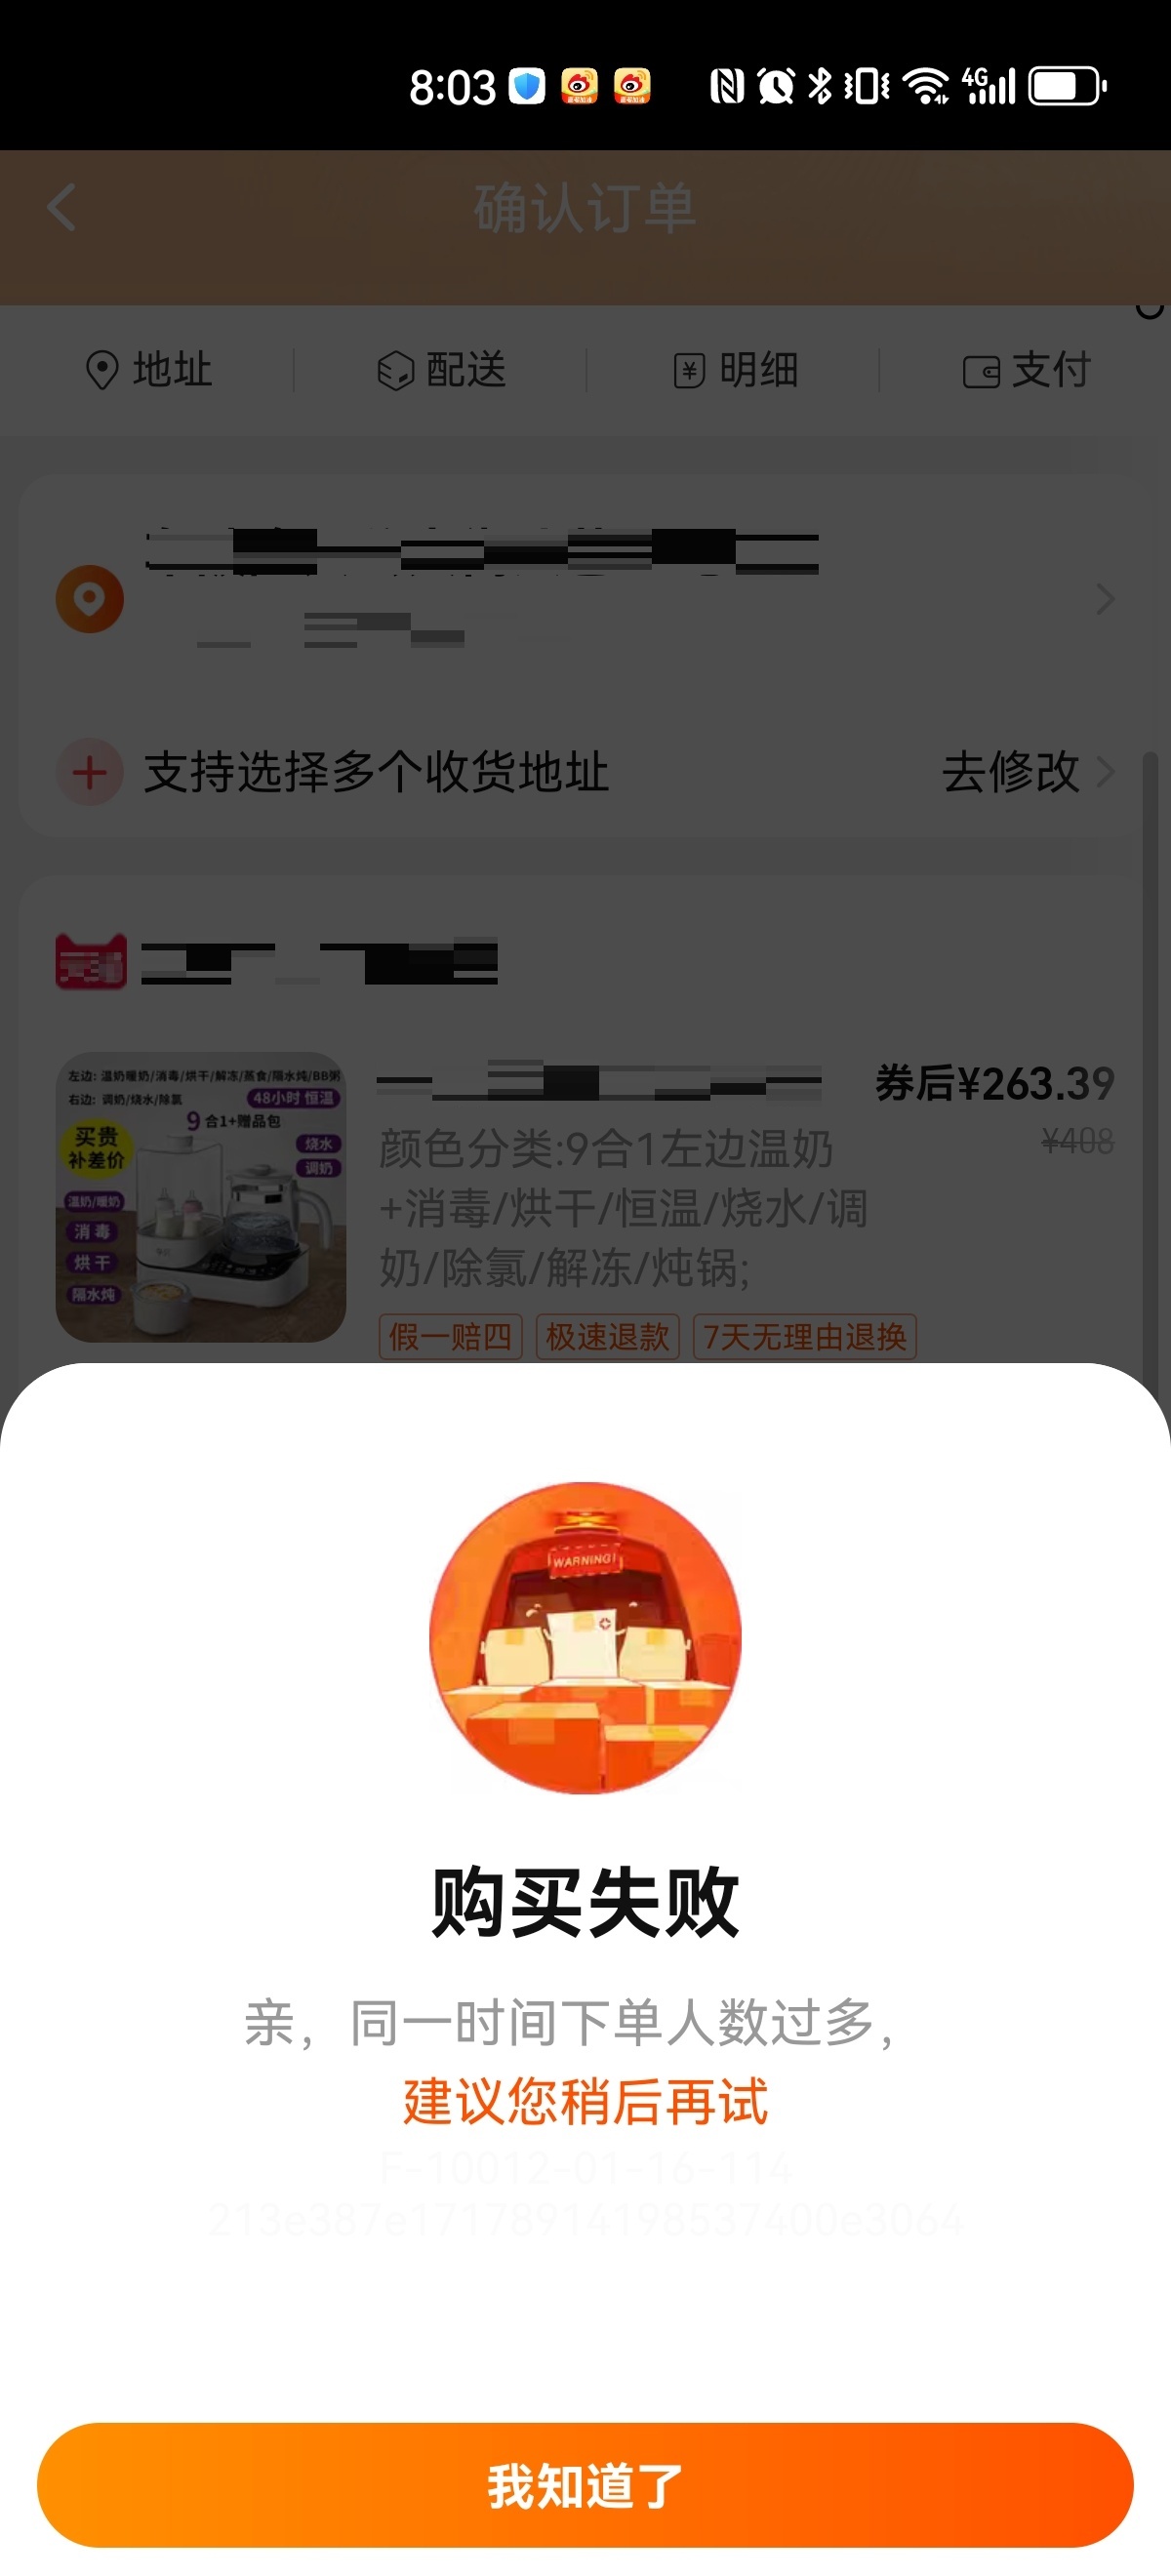 8:03
4G
确认订单
地址
配送
明细
支付
支持选择多个收货地址
去修改
左边: 温奶暖奶/消毒/烘干/解冻/蒸食/隔水炖/BB粥
右边: 调奶/烧水/除氯
48小时 恒温
9 合1+赠品包
买贵
补差价
烧水
调奶
温奶/暖奶
消 毒
烘 干
隔水炖
券后¥263.39
¥408
颜色分类:9合1左边温奶
+消毒/烘干/恒温/烧水/调
奶/除氯/解冻/炖锅;
假一赔四
极速退款
7天无理由退换
WARNING!
购买失败
亲，同一时间下单人数过多，
建议您稍后再试
F-10012-01-16-114
213e387e17178914198537400e3064
我知道了